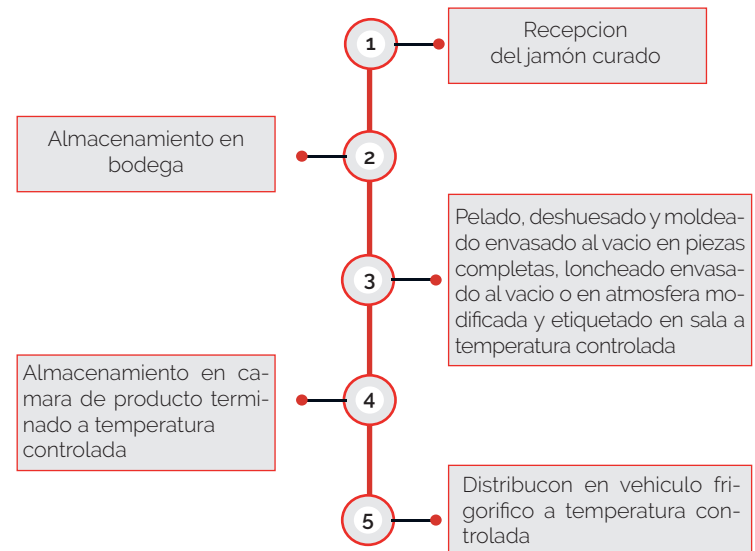 1
Recepcion
del jamón curado
Almacenamiento en
bodega
2
3
Pelado, deshuesado y moldea-
do envasado al vacio en piezas
completas, loncheado envasa-
do al vacio o en atmosfera mo-
dificada y etiquetado en sala a
temperatura controlada
Almacenamiento en ca-
mara de producto termi-
nado a temperatura
controlada
4
5
Distribucon en vehiculo fri-
gorifico a temperatura con-
trolada